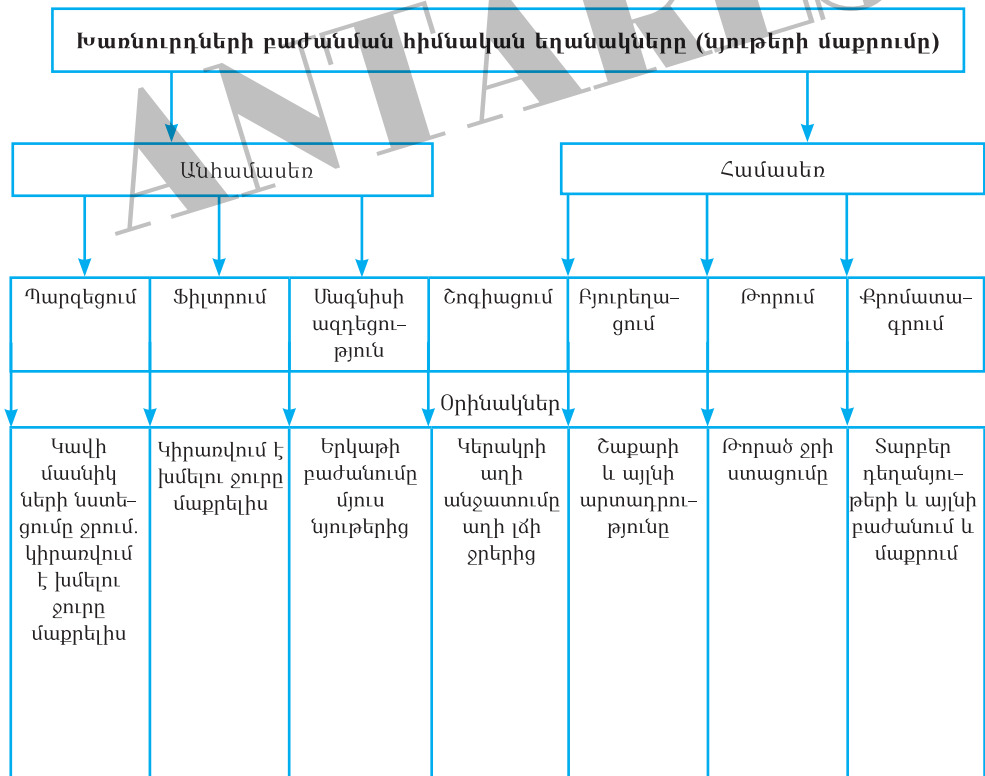 Խառնուրդների բաժանման հիմնական եղանակները (նյութերի մաքրումը)
ANTARES
Անհամասեռ
Համասեռ
Պարզեցում
Ֆիլտրում
Մագնիսի
ազդեցու–
թյուն
Շոգիացում
Բյուրեղա–
ցում
Թորում
Քրոմատա–
գրում
Օրինակներ
Կավի
մասնիկ
ների նստե–
ցումը ջրում.
կիրառվում
է խմելու
ջուրը
մաքրելիս
Կիրառվում է
խմելու ջուրը
մաքրելիս
Երկաթի
բաժանումը
մյուս
նյութերից
Կերակրի
աղի
անջատումը
աղի լճի
ջրերից
Շաքարի
և այլնի
արտադրու–
թյունը
Թորած ջրի
ստացումը
Տարբեր
դեղանյու–
թերի և այլնի
բաժանում և
մաքրում